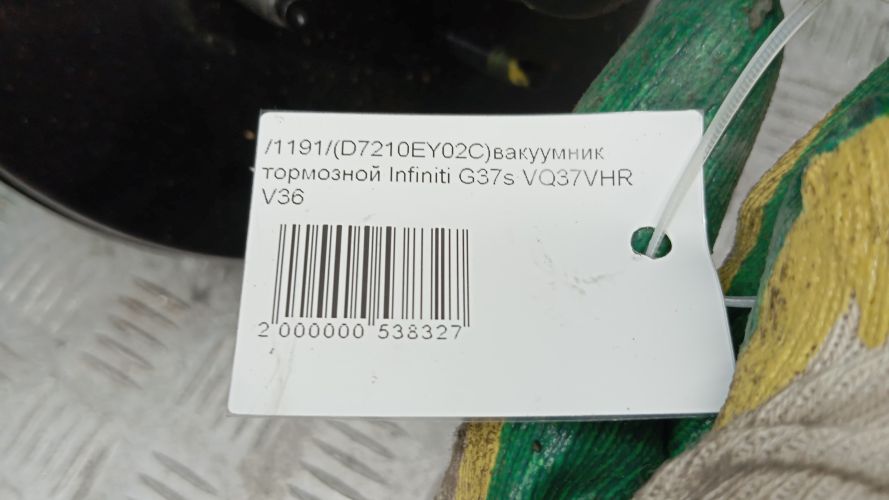 /1191/(D7210EY02C)вакуумник
тормозной Infiniti G37s VQ37VHR
V36
2 000000 538327